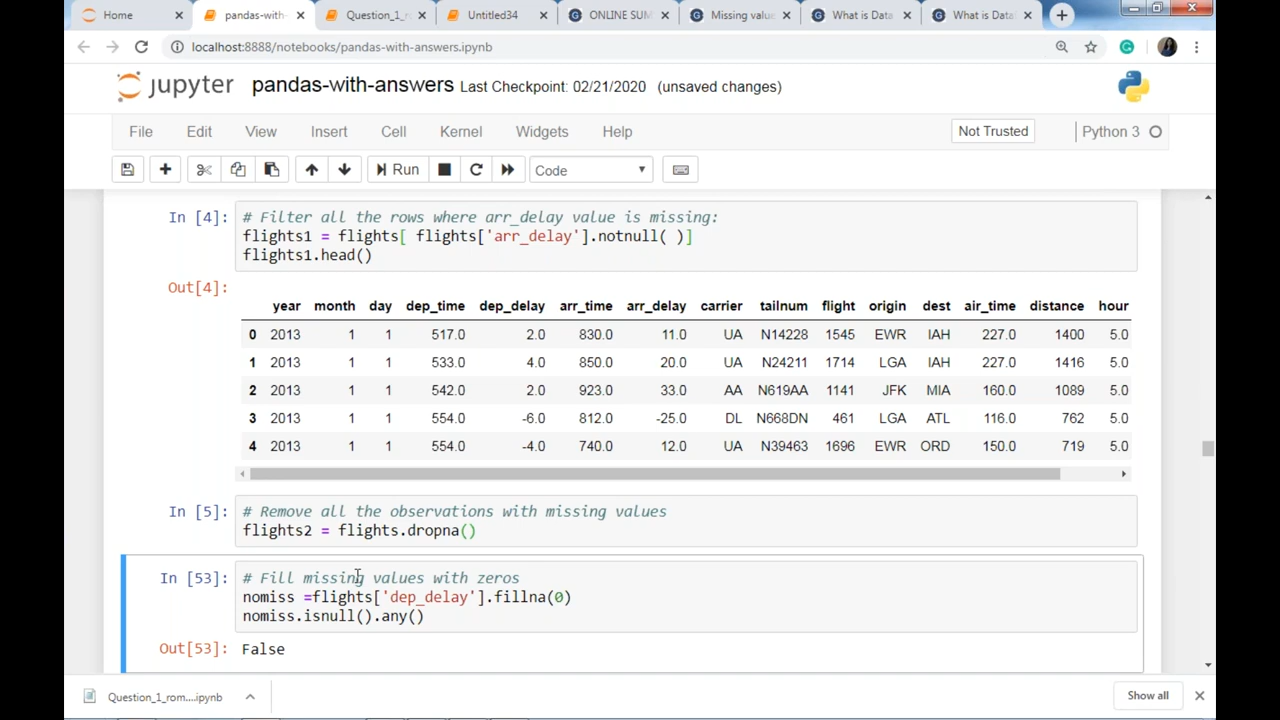 Home
pandas-with-
Question_1_r
Untitled34
ONLINE SUM
Missing value
What is Data
What is Data
localhost:8888/notebooks/pandas-with-answers.ipynb
jupyter pandas-with-answers Last Checkpoint: 02/21/2020 (unsaved changes)
File Edit View Insert Cell Kernel Widgets Help Not Trusted Python 3
Run Code
In [4]: # Filter all the rows where arr_delay value is missing:
flights1 = flights[ flights['arr_delay'].notnull( )]
flights1.head()
Out[4]:
year month day dep_time dep_delay arr_time arr_delay carrier tailnum flight origin dest air_time distance hour
0 2013 1 1 517.0 2.0 830.0 11.0 UA N14228 1545 EWR IAH 227.0 1400 5.0
1 2013 1 1 533.0 4.0 850.0 20.0 UA N24211 1714 LGA IAH 227.0 1416 5.0
2 2013 1 1 542.0 2.0 923.0 33.0 AA N619AA 1141 JFK MIA 160.0 1089 5.0
3 2013 1 1 554.0 -6.0 812.0 -25.0 DL N668DN 461 LGA ATL 116.0 762 5.0
4 2013 1 1 554.0 -4.0 740.0 12.0 UA N39463 1696 EWR ORD 150.0 719 5.0
In [5]: # Remove all the observations with missing values
flights2 = flights.dropna()
In [53]: # Fill missing values with zeros
nomiss =flights['dep_delay'].fillna(0)
nomiss.isnull().any()
Out[53]: False
Question_1_rom....ipynb
Show all